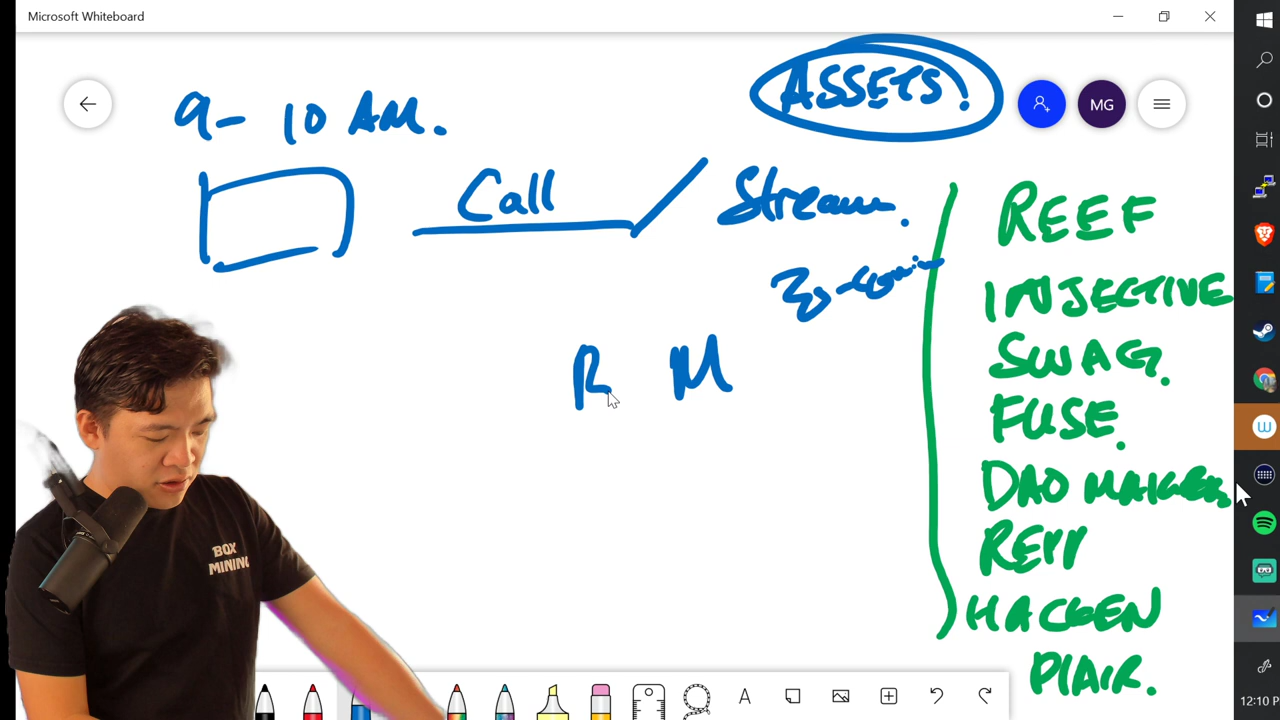 Microsoft Whiteboard
9- 10 AM.
ASSETS!
MG
Call
Stream.
REEF
INJECTIVE
SWAG.
FUSE.
R M
DAO MAKER
BOX
MINING
HACKEN
PlAIR.
A
12:10 P